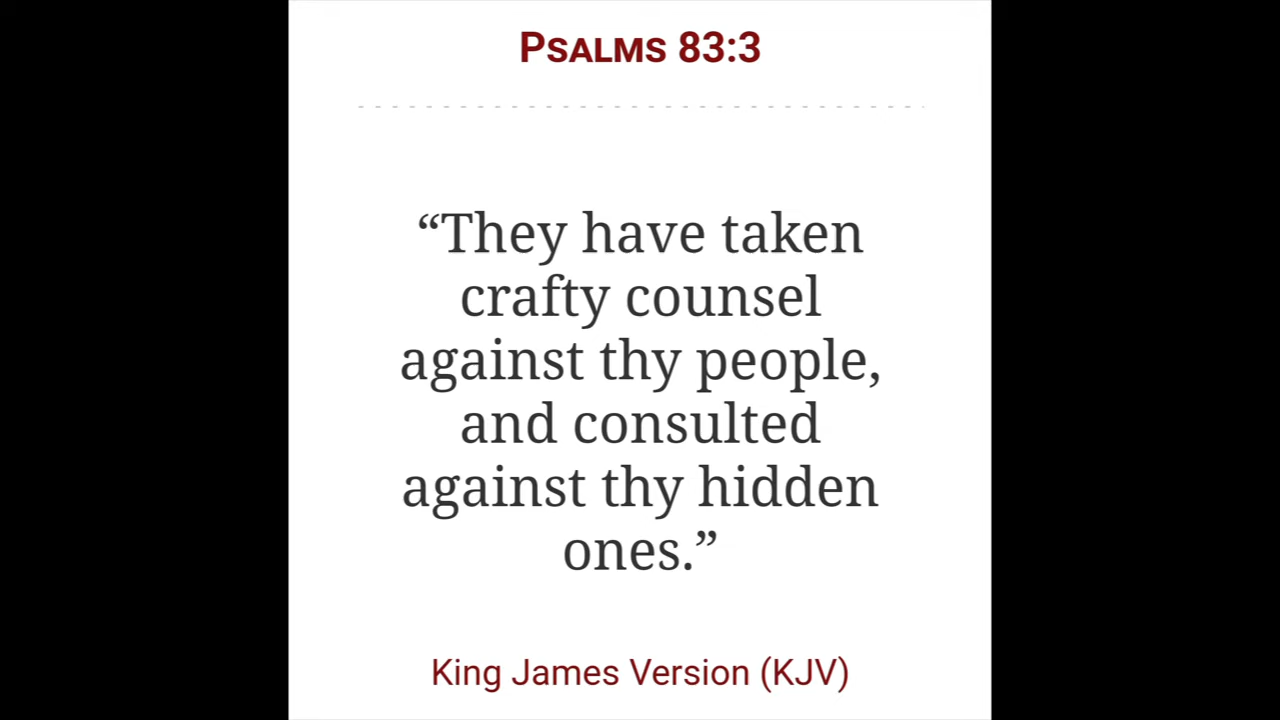 Psalms 83:3
“They have taken
crafty counsel
against thy people,
and consulted
against thy hidden
ones.”
King James Version (KJV)